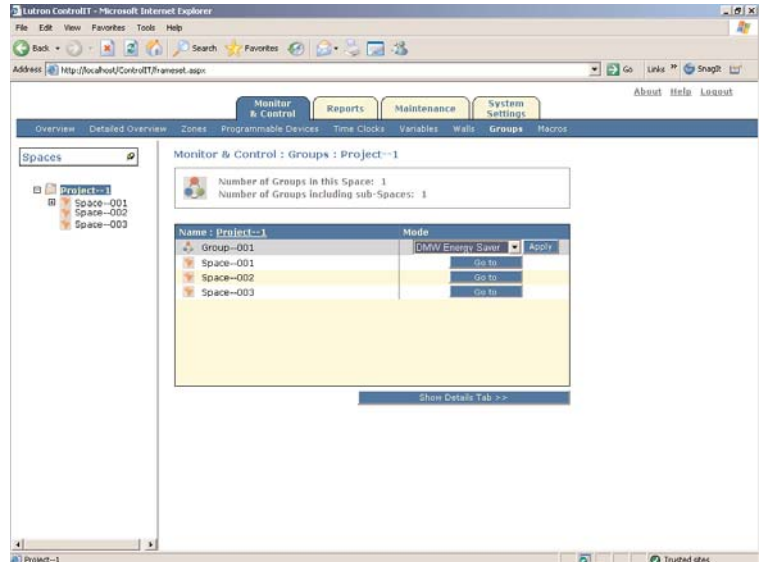 Lutron ControlIT - Microsoft Internet Explorer
File Edit View Favorites Tools Help
Back Search Favorites
Address http://localhost/ControlIT/frameset.aspx Go Links » SnagIt
About Help Logout
Monitor & Control Reports Maintenance System Settings
Overview Detailed Overview Zones Programmable Devices Time Clocks Variables Walls Groups Macros
Spaces
Project--1
Space--001
Space--002
Space--003
Monitor & Control : Groups : Project--1
Number of Groups in this Space: 1
Number of Groups including sub-Spaces: 1
Name : Project--1 Mode
Group--001 DMW Energy Saver Apply
Space--001 Go to
Space--002 Go to
Space--003 Go to
Show Details Tab >>
Project--1 Trusted sites